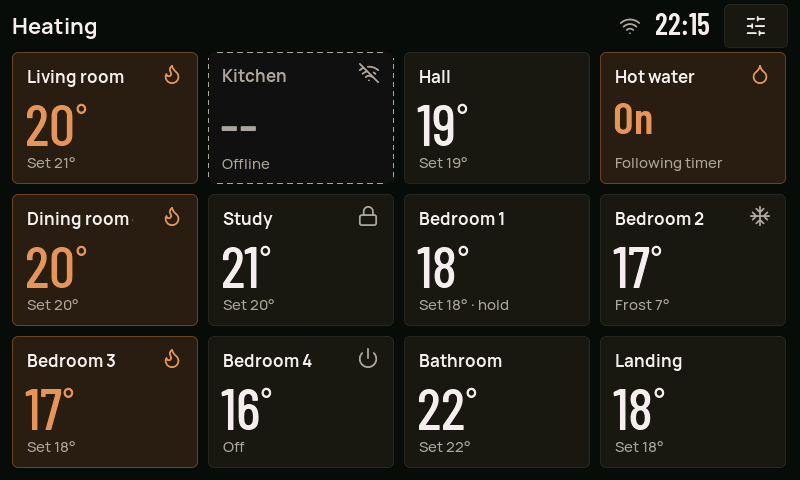 Heating
22:15
Living room
20°
Set 21°
Kitchen
--
Offline
Hall
19°
Set 19°
Hot water
On
Following timer
Dining room
20°
Set 20°
Study
21°
Set 20°
Bedroom 1
18°
Set 18° · hold
Bedroom 2
17°
Frost 7°
Bedroom 3
17°
Set 18°
Bedroom 4
16°
Off
Bathroom
22°
Set 22°
Landing
18°
Set 18°